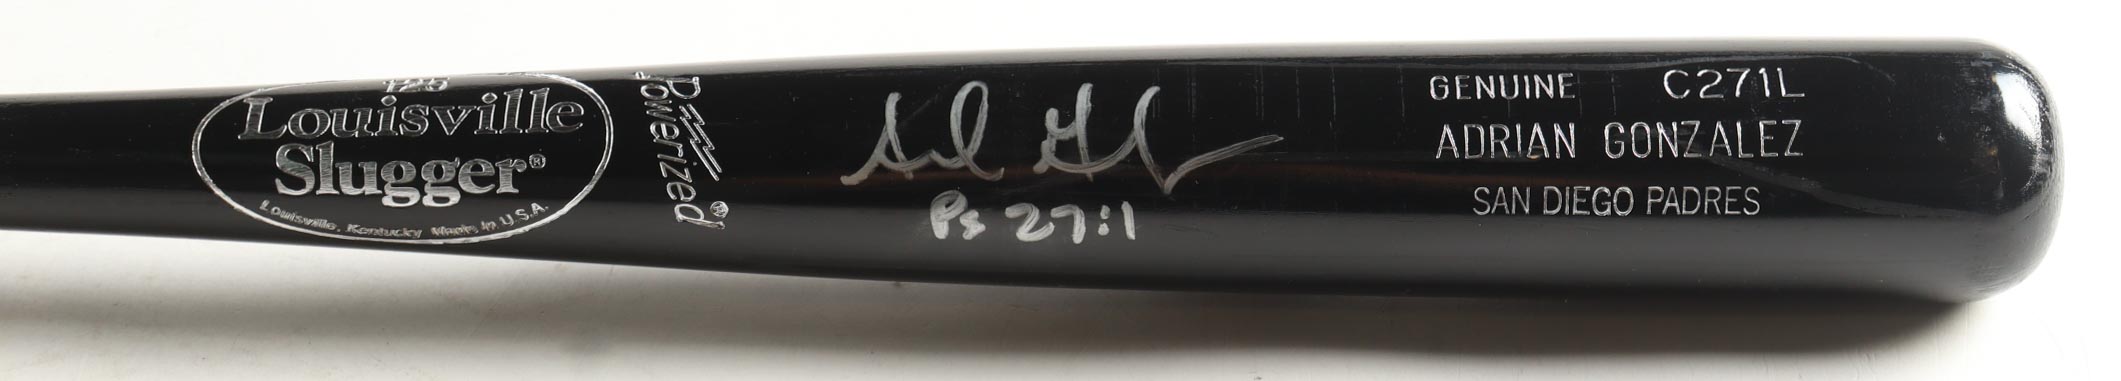 125
Louisville
Slugger®
Louisville, Kentucky Made in U.S.A.
Powerized®
Ps 27:1
GENUINE C271L
ADRIAN GONZALEZ
SAN DIEGO PADRES